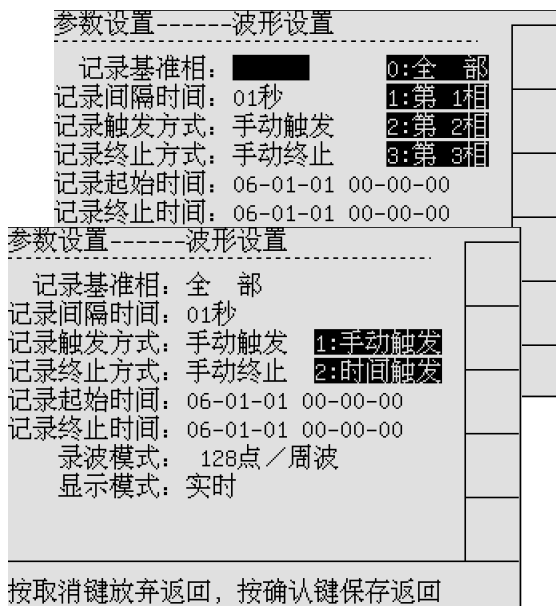 参数设置------波形设置
记录基准相： 0:全 部
记录间隔时间：01秒 1:第 1相
记录触发方式：手动触发 2:第 2相
记录终止方式：手动终止 3:第 3相
记录起始时间：06-01-01 00-00-00
记录终止时间：06-01-01 00-00-00
参数设置------波形设置
记录基准相：全 部
记录间隔时间：01秒
记录触发方式：手动触发 1:手动触发
记录终止方式：手动终止 2:时间触发
记录起始时间：06-01-01 00-00-00
记录终止时间：06-01-01 00-00-00
录波模式： 128点／周波
显示模式：实时
按取消键放弃返回，按确认键保存返回